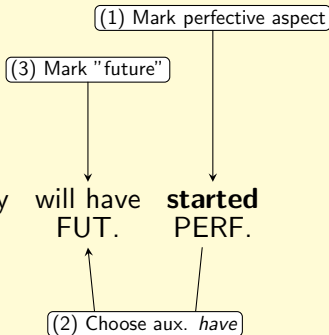 (1) Mark perfective aspect
(3) Mark "future"
y will have started
FUT. PERF.
(2) Choose aux. have